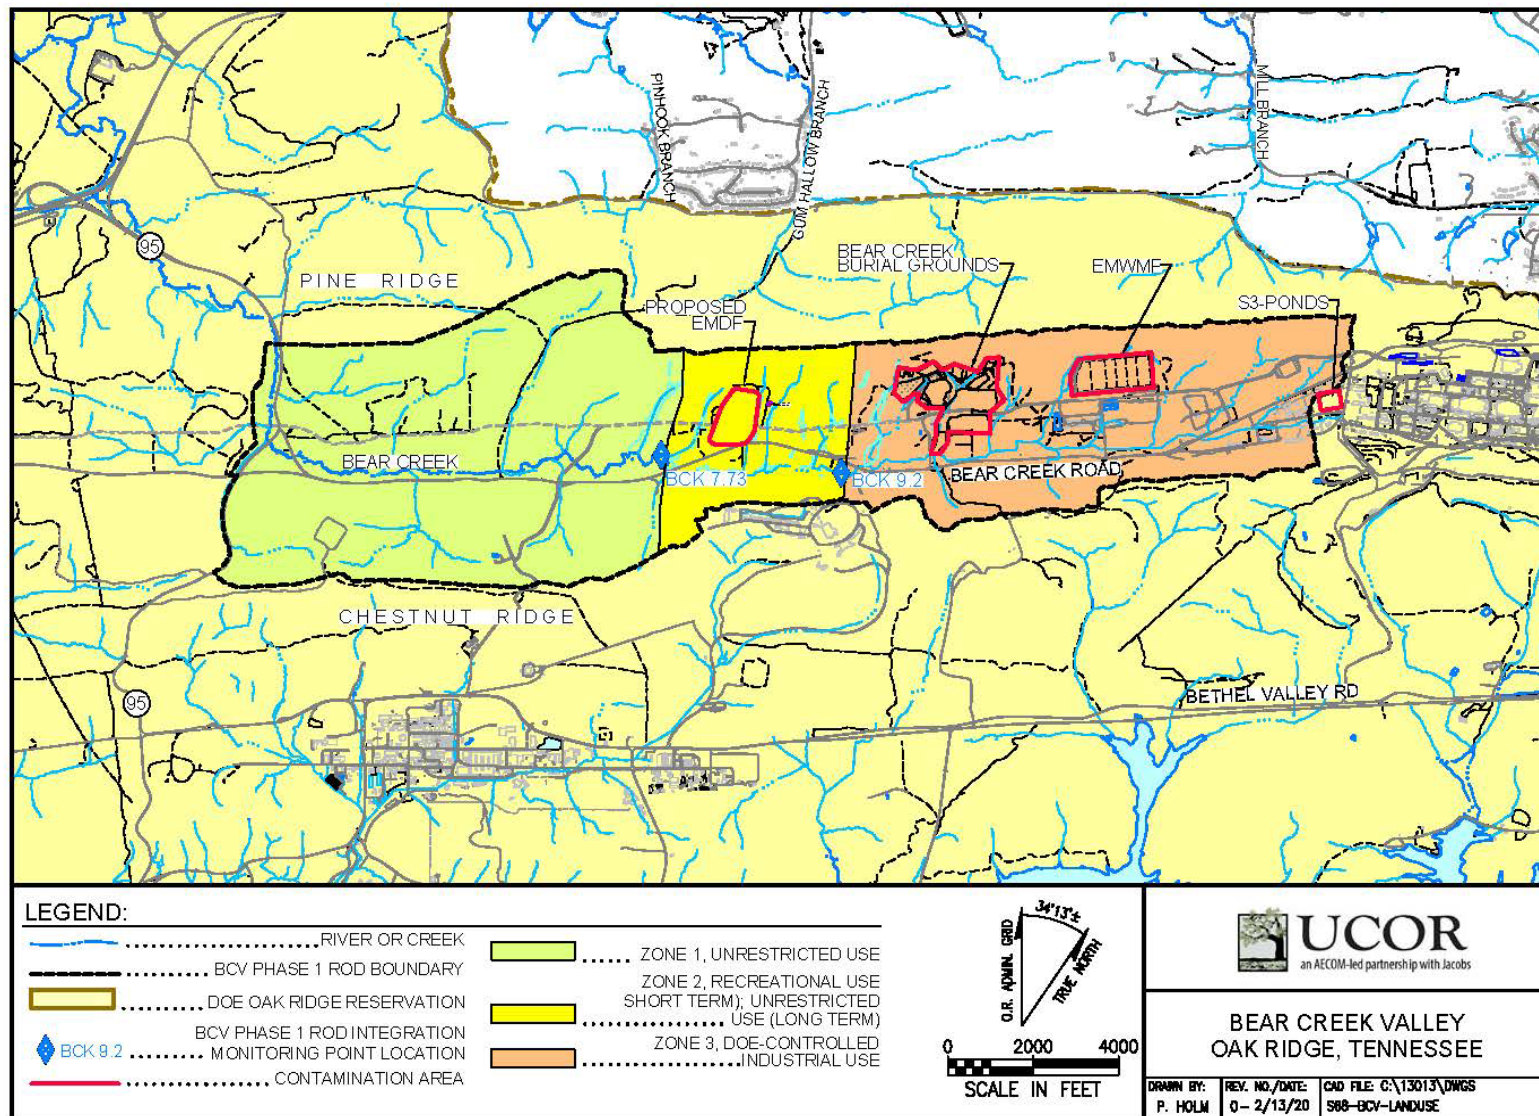 PINHOOK BRANCH
GUM HALLOW BRANCH
MILL BRANCH
95
PINE RIDGE
BEAR CREEK
BURIAL GROUNDS
EMWMF
S3-PONDS
PROPOSED
EMDF
BEAR CREEK
BCK 7.73
BCK 9.2
BEAR CREEK ROAD
CHESTNUT RIDGE
95
BETHEL VALLEY RD
LEGEND:
RIVER OR CREEK
BCV PHASE 1 ROD BOUNDARY
DOE OAK RIDGE RESERVATION
BCV PHASE 1 ROD INTEGRATION
BCK 9.2 MONITORING POINT LOCATION
CONTAMINATION AREA
ZONE 1, UNRESTRICTED USE
ZONE 2, RECREATIONAL USE
SHORT TERM); UNRESTRICTED
USE (LONG TERM)
ZONE 3, DOE-CONTROLLED
INDUSTRIAL USE
34°13'±
O.R. ADMIN. GRID
TRUE NORTH
0 2000 4000
SCALE IN FEET
UCOR
an AECOM-led partnership with Jacobs
BEAR CREEK VALLEY
OAK RIDGE, TENNESSEE
DRAWN BY: REV. NO./DATE: CAD FILE: C:\13013\DWGS
P. HOLM 0- 2/13/20 S68-BCV-LANDUSE